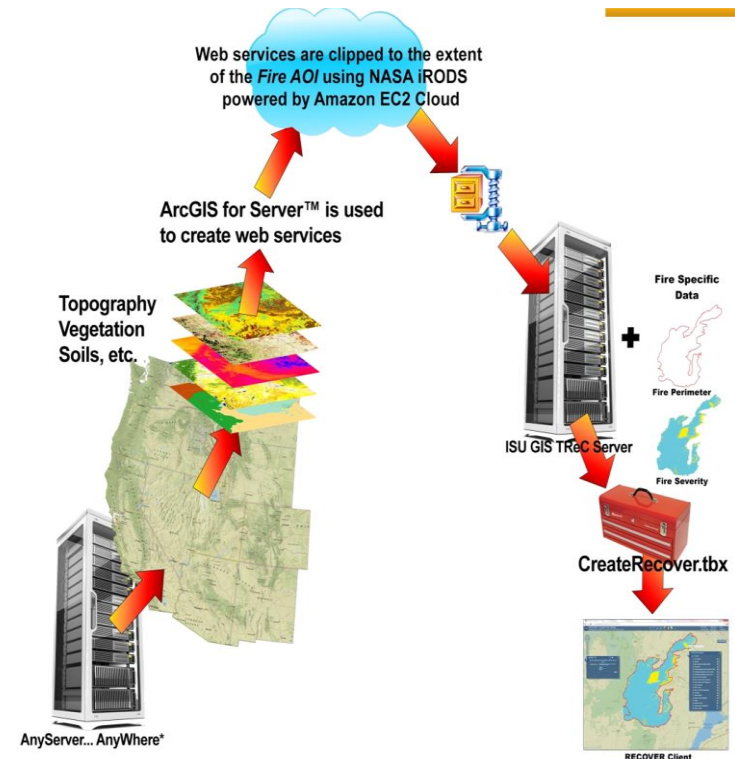 Web services are clipped to the extent
of the Fire AOI using NASA iRODS
powered by Amazon EC2 Cloud
ArcGIS for Server™ is used
to create web services
Topography
Vegetation
Soils, etc.
AnyServer... AnyWhere*
Fire Specific
Data
Fire Perimeter
ISU GIS TReC Server
Fire Severity
CreateRecover.tbx
RECOVER Client